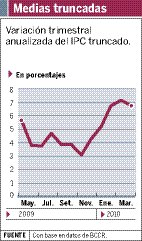 Medias truncadas
Variación trimestral
anualizada del IPC truncado.
En porcentajes
8
7
6
5
4
3
2
1
0
May. Jul. Set. Nov. Ene. Mar.
2009 2010
FUENTE Con base en datos de BCCR.